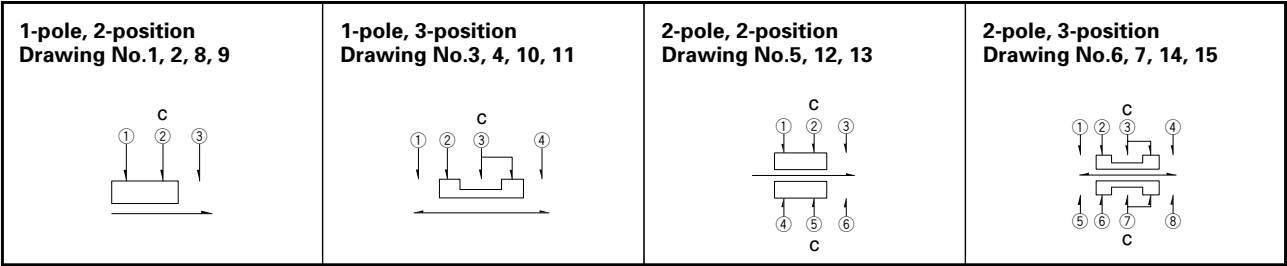 1-pole, 2-position
Drawing No.1, 2, 8, 9
C
① ② ③
1-pole, 3-position
Drawing No.3, 4, 10, 11
C
① ② ③ ④
2-pole, 2-position
Drawing No.5, 12, 13
C
① ② ③
④ ⑤ ⑥
C
2-pole, 3-position
Drawing No.6, 7, 14, 15
C
① ② ③ ④
⑤ ⑥ ⑦ ⑧
C